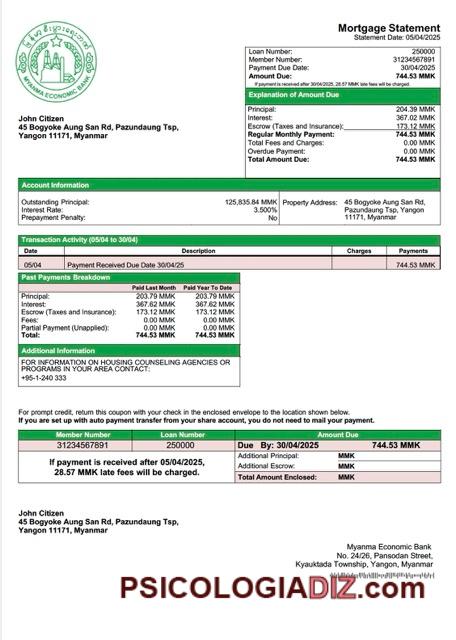 MYANMA ECONOMIC BANK
Mortgage Statement
Statement Date: 05/04/2025
Loan Number: 250000
Member Number: 31234567891
Payment Due Date: 30/04/2025
Amount Due: 744.53 MMK
If payment is received after 30/04/2025, 28.57 MMK late fees will be charged.
John Citizen
45 Bogyoke Aung San Rd, Pazundaung Tsp,
Yangon 11171, Myanmar
Explanation of Amount Due
Principal: 204.39 MMK
Interest: 367.02 MMK
Escrow (Taxes and Insurance): 173.12 MMK
Regular Monthly Payment: 744.53 MMK
Total Fees and Charges: 0.00 MMK
Overdue Payment: 0.00 MMK
Total Amount Due: 744.53 MMK
Account Information
Outstanding Principal: 125,835.84 MMK
Interest Rate: 3.500%
Prepayment Penalty: No
Property Address: 45 Bogyoke Aung San Rd,
Pazundaung Tsp, Yangon
11171, Myanmar
Transaction Activity (05/04 to 30/04)
Date Description Charges Payments
05/04 Payment Received Due Date 30/04/25 744.53 MMK
Past Payments Breakdown
Paid Last Month Paid Year To Date
Principal: 203.79 MMK 203.79 MMK
Interest: 367.62 MMK 367.62 MMK
Escrow (Taxes and Insurance): 173.12 MMK 173.12 MMK
Fees: 0.00 MMK 0.00 MMK
Partial Payment (Unapplied): 0.00 MMK 0.00 MMK
Total: 744.53 MMK 744.53 MMK
Additional Information
FOR INFORMATION ON HOUSING COUNSELING AGENCIES OR
PROGRAMS IN YOUR AREA CONTACT:
+95-1-240 333
For prompt credit, return this coupon with your check in the enclosed envelope to the location shown below.
If you are set up with auto payment transfer from your share account, you do not need to mail your payment.
Member Number Loan Number Amount Due
31234567891 250000 Due By: 30/04/2025 744.53 MMK
If payment is received after 05/04/2025,
28.57 MMK late fees will be charged.
Additional Principal: MMK
Additional Escrow: MMK
Total Amount Enclosed: MMK
John Citizen
45 Bogyoke Aung San Rd, Pazundaung Tsp,
Yangon 11171, Myanmar
Myanma Economic Bank
No. 24/26, Pansodan Street,
Kyauktada Township, Yangon, Myanmar
PSICOLOGIADIZ.com